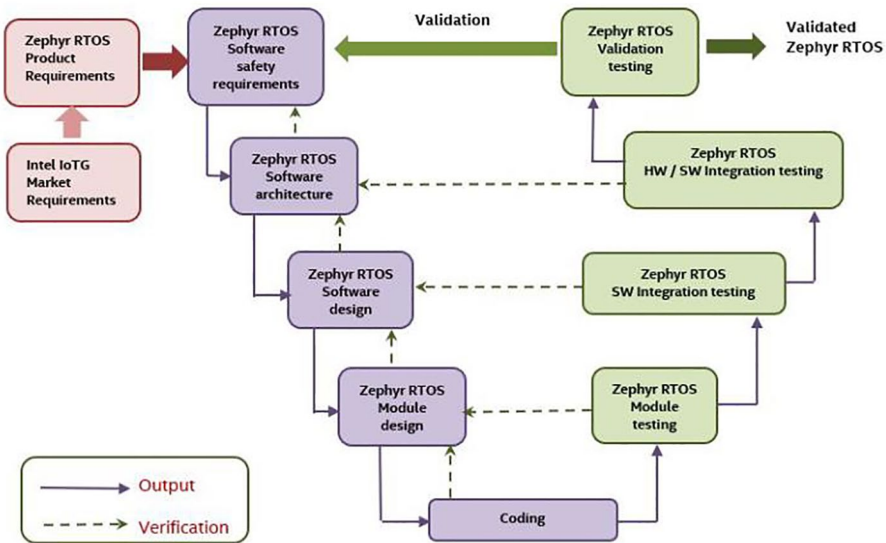 Zephyr RTOS
Product
Requirements
Intel IoTG
Market
Requirements
Zephyr RTOS
Software
safety
requirements
Validation
Zephyr RTOS
Validation
testing
Validated
Zephyr RTOS
Zephyr RTOS
Software
architecture
Zephyr RTOS
HW / SW Integration testing
Zephyr RTOS
Software
design
Zephyr RTOS
SW Integration testing
Zephyr RTOS
Module
design
Zephyr RTOS
Module
testing
Coding
Output
Verification